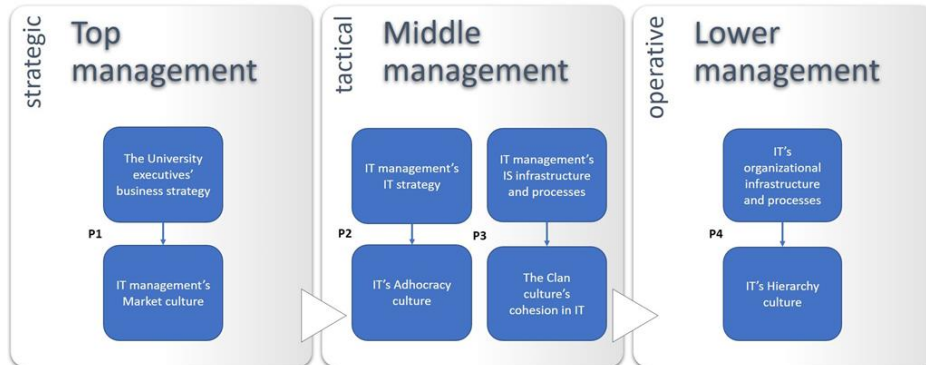 strategic
Top
management
The University
executives'
business strategy
P1
IT management's
Market culture
tactical
Middle
management
IT management's
IT strategy
P2
IT's Adhocracy
culture
IT management's
IS infrastructure
and processes
P3
The Clan
culture's
cohesion in IT
operative
Lower
management
IT's
organizational
infrastructure
and processes
P4
IT's Hierarchy
culture